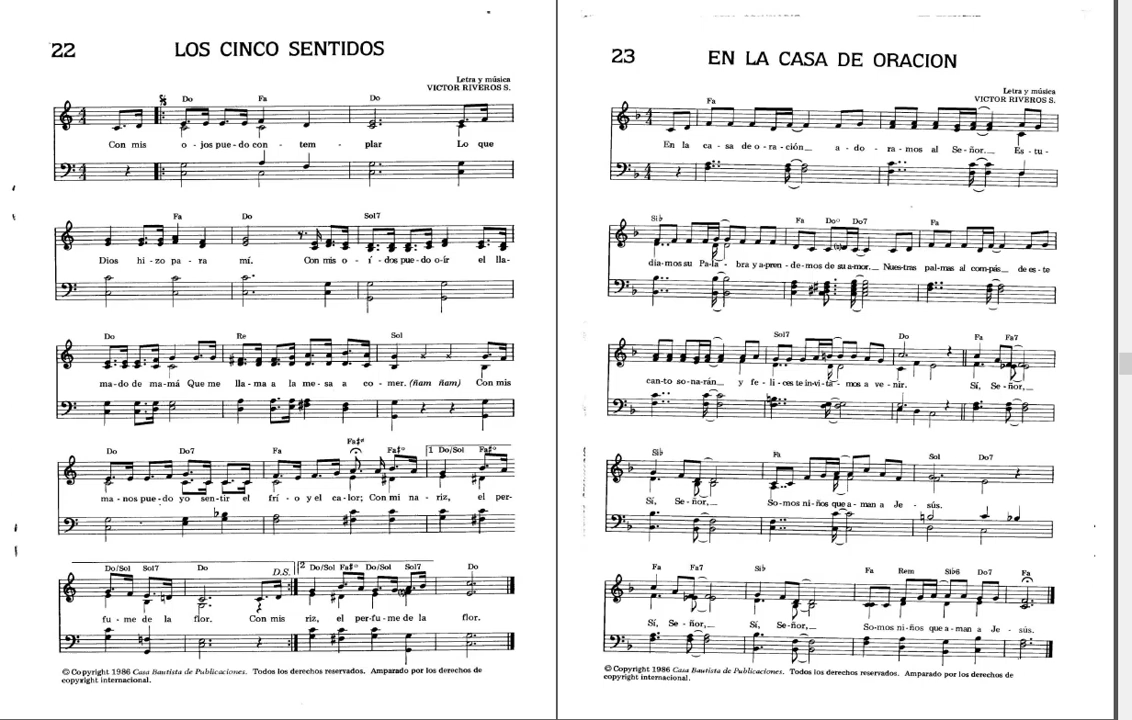 22 LOS CINCO SENTIDOS
Letra y música
VICTOR RIVEROS S.
Do Fa Do
Con mis o - jos pue - do con - tem - plar Lo que
Fa Do Sol7
Dios hi - zo pa - ra mí. Con mis o - í - dos pue - do o - ír el lla-
Do Re Sol
ma - do de ma - má Que me lla - ma a la me - sa a co - mer. (ñam ñam) Con mis
Do Do7 Fa Fa#° Fa#° 1 Do/Sol Fa#°
ma - nos pue - do yo sen - tir el frí - o y el ca - lor; Con mi na - riz, el per-
Do/Sol Sol7 Do D.S. 2 Do/Sol Fa#° Do/Sol Sol7 Do
fu - me de la flor. Con mis riz, el per - fu - me de la flor.
© Copyright 1986 Casa Bautista de Publicaciones. Todos los derechos reservados. Amparado por los derechos de
copyright internacional.
23 EN LA CASA DE ORACION
Letra y música
VICTOR RIVEROS S.
Fa
En la ca - sa de o - ra - ción a - do - ra - mos al Se - ñor. Es - tu -
Sib Fa Do° Do7 Fa
dia - mos su Pa - la - bra y a - pren - de - mos de su a - mor. Nues - tras pal - mas al com - pás de es - te
Sol7 Do Fa Fa7
can - to so - na - rán y fe - li - ces te in - vi - ta - mos a ve - nir. Sí, Se - ñor,
Sib Fa Sol Do7
Sí, Se - ñor, So - mos ni - ños que a - man a Je - sús.
Fa Fa7 Sib Fa Rem Sib6 Do7 Fa
Sí, Se - ñor, Sí, Se - ñor, So - mos ni - ños que a - man a Je - sús.
© Copyright 1986 Casa Bautista de Publicaciones. Todos los derechos reservados. Amparado por los derechos de
copyright internacional.